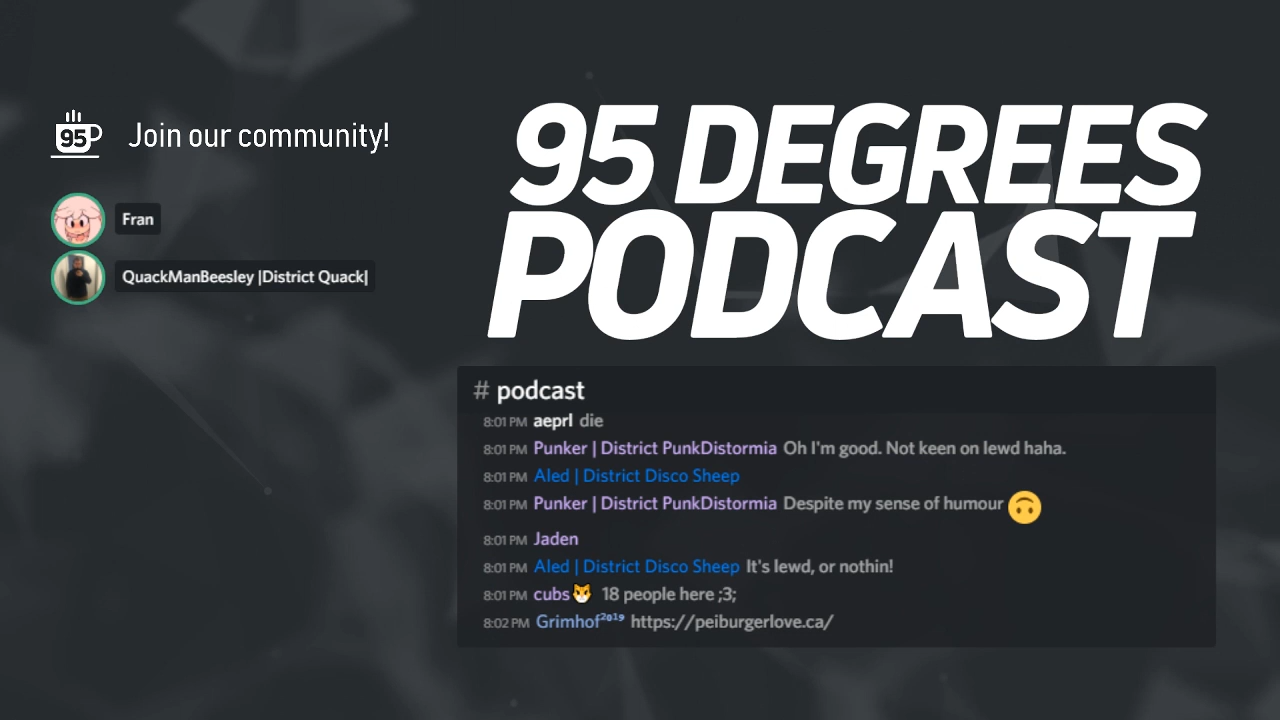 95
Join our community!
Fran
QuackManBeesley |District Quack|
95 DEGREES
PODCAST
# podcast
8:01 PM aeprl die
8:01 PM Punker | District PunkDistormia Oh I'm good. Not keen on lewd haha.
8:01 PM Aled | District Disco Sheep
8:01 PM Punker | District PunkDistormia Despite my sense of humour 🙃
8:01 PM Jaden
8:01 PM Aled | District Disco Sheep It's lewd, or nothin!
8:01 PM cubs🦊 18 people here ;3;
8:02 PM Grimhof²⁰¹⁹ https://peiburgerlove.ca/